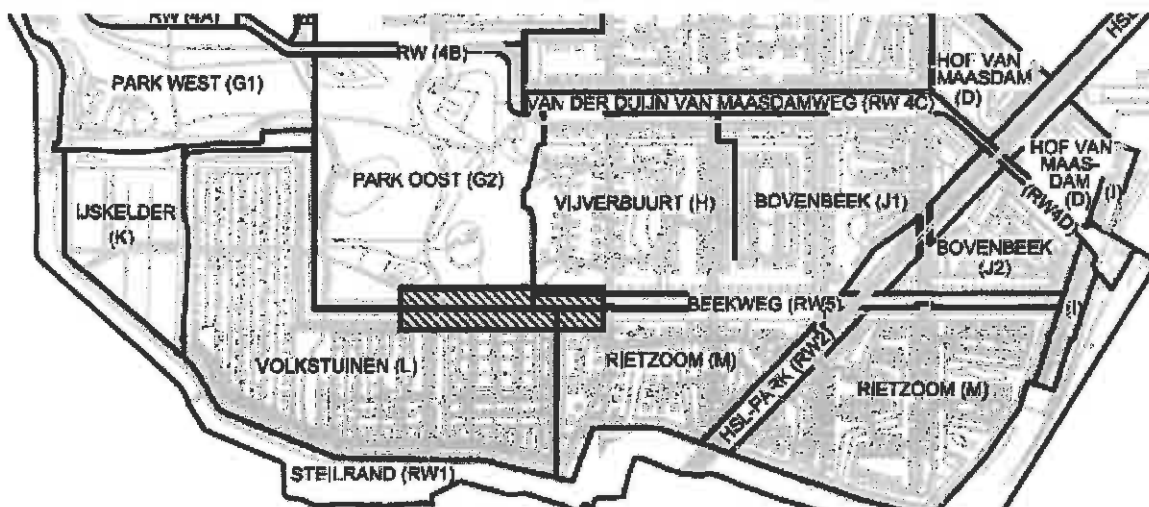 RW (4A)
HSL
RW (4B)
PARK WEST (G1)
HOF VAN
MAASDAM
(D)
VAN DER DUIJN VAN MAASDAMWEG (RW 4C)
HOF VAN
MAAS-
DAM
(D)
PARK OOST (G2)
VIJVERBUURT (H)
BOVENBEEK (J1)
(RW4D)
(I)
IJSKELDER
(K)
BOVENBEEK
(J2)
BEEKWEG (RW5)
(I)
VOLKSTUINEN (L)
RIETZOOM (M)
HSL-PARK (RW2)
RIETZOOM (M)
STEILRAND (RW1)